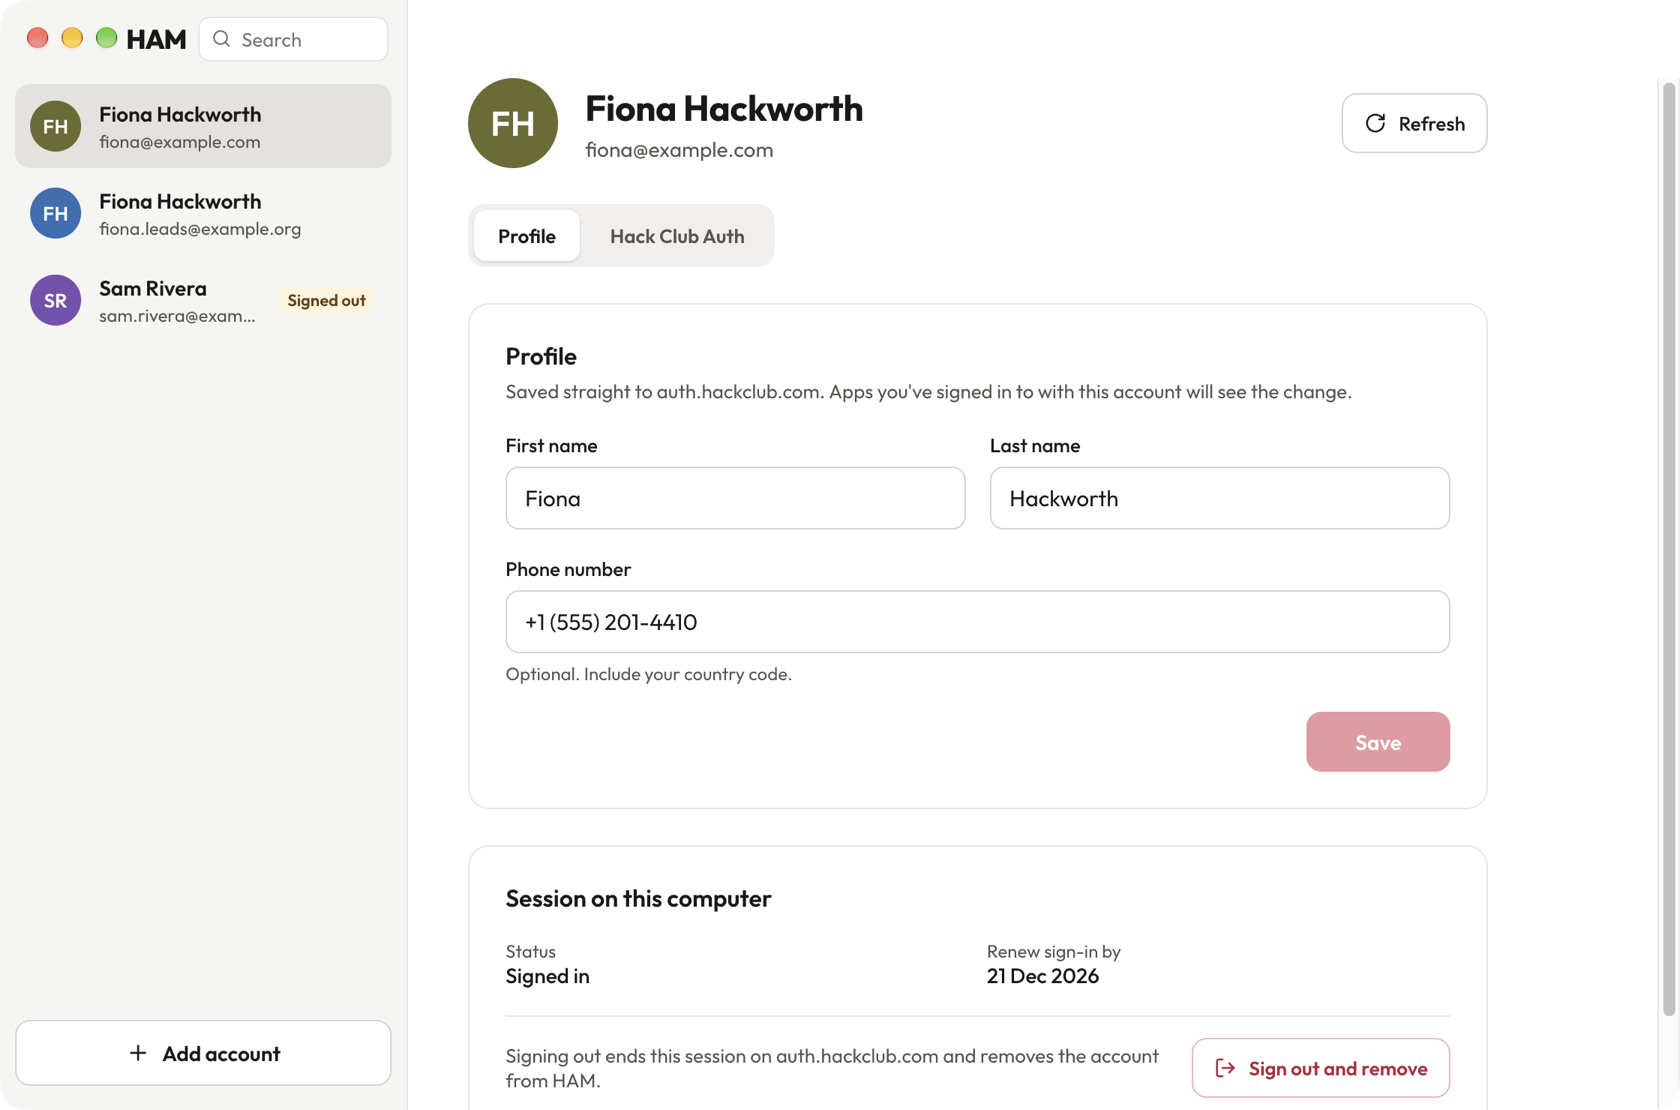 HAM
Search
FH
Fiona Hackworth
fiona@example.com
FH
Fiona Hackworth
fiona.leads@example.org
SR
Sam Rivera
sam.rivera@exam...
Signed out
Add account
FH
Fiona Hackworth
fiona@example.com
Refresh
Profile
Hack Club Auth
Profile
Saved straight to auth.hackclub.com. Apps you've signed in to with this account will see the change.
First name
Last name
Fiona
Hackworth
Phone number
+1 (555) 201-4410
Optional. Include your country code.
Save
Session on this computer
Status
Renew sign-in by
Signed in
21 Dec 2026
Signing out ends this session on auth.hackclub.com and removes the account
from HAM.
Sign out and remove